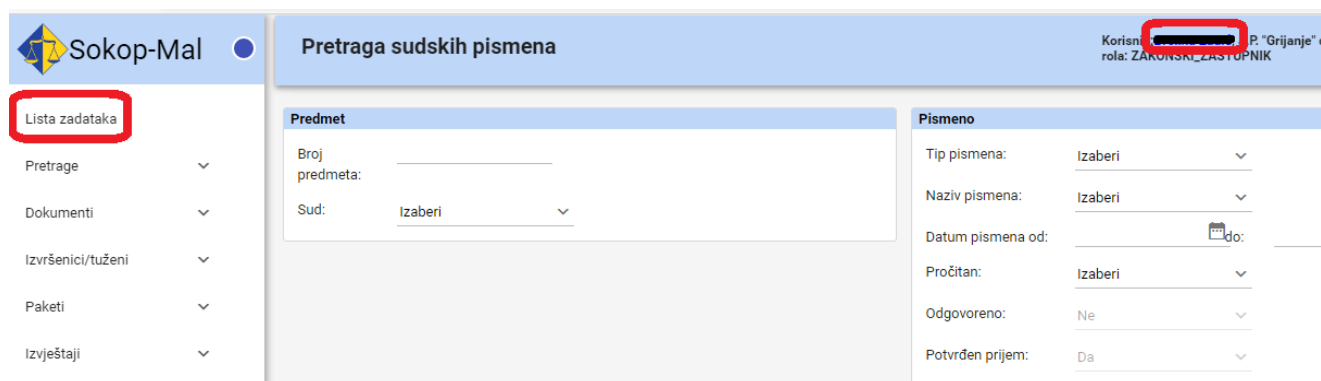 Sokop-Mal
Pretraga sudskih pismena
P. "Grijanje"
rola: ZAKONSKI_ZASTUPNIK
Lista zadataka
Pretrage
Dokumenti
Izvršenici/tuženi
Paketi
Izvještaji
Predmet
Broj
predmeta:
Sud: Izaberi
Pismeno
Tip pismena: Izaberi
Naziv pismena: Izaberi
Datum pismena od: do:
Pročitan: Izaberi
Odgovoreno: Ne
Potvrđen prijem: Da